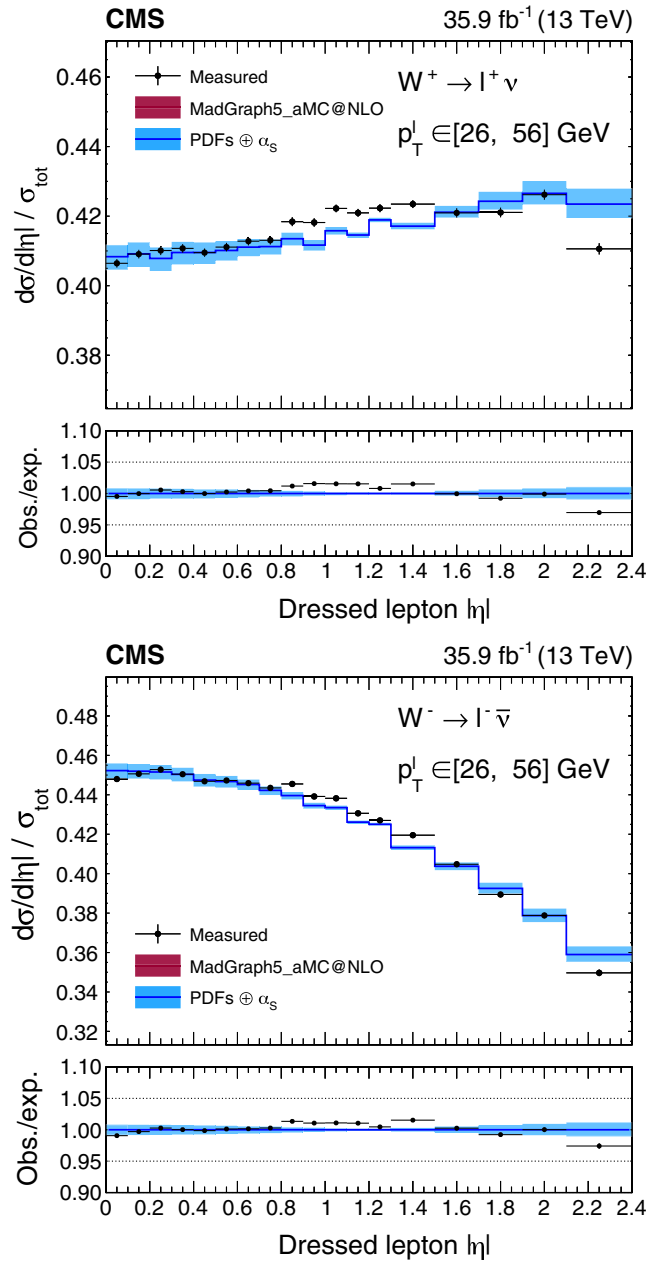 CMS 35.9 fb⁻¹ (13 TeV)
0.46
0.44
0.42
0.40
0.38
dσ/d|η| / σ_tot
Measured
MadGraph5_aMC@NLO
PDFs ⊕ α_S
W⁺ → l⁺ ν
p_T^l ∈[26, 56] GeV
1.10
1.05
1.00
0.95
0.90
Obs./exp.
0 0.2 0.4 0.6 0.8 1 1.2 1.4 1.6 1.8 2 2.2 2.4
Dressed lepton |η|
CMS 35.9 fb⁻¹ (13 TeV)
0.48
0.46
0.44
0.42
0.40
0.38
0.36
0.34
0.32
dσ/d|η| / σ_tot
W⁻ → l⁻ ν̄
p_T^l ∈[26, 56] GeV
Measured
MadGraph5_aMC@NLO
PDFs ⊕ α_S
1.10
1.05
1.00
0.95
0.90
Obs./exp.
0 0.2 0.4 0.6 0.8 1 1.2 1.4 1.6 1.8 2 2.2 2.4
Dressed lepton |η|